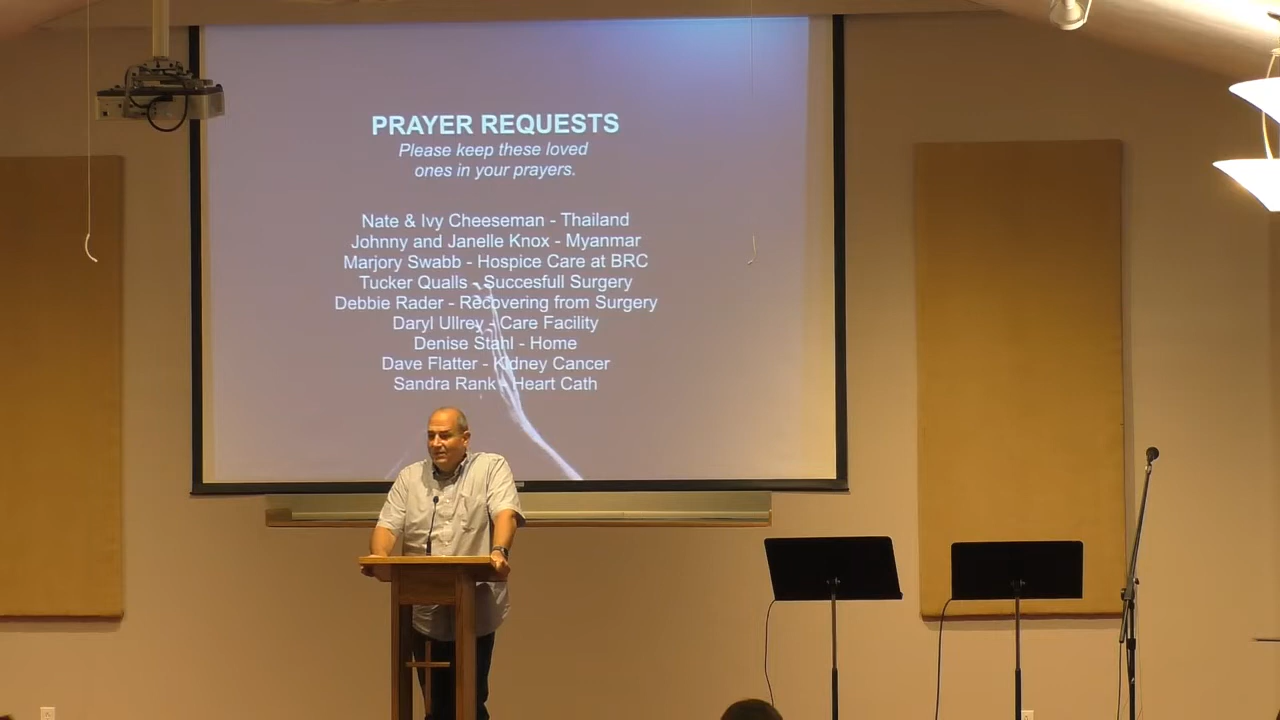 PRAYER REQUESTS
Please keep these loved
ones in your prayers.
Nate & Ivy Cheeseman - Thailand
Johnny and Janelle Knox - Myanmar
Marjory Swabb - Hospice Care at BRC
Tucker Qualls - Succesfull Surgery
Debbie Rader - Recovering from Surgery
Daryl Ullrey - Care Facility
Denise Stahl - Home
Dave Flatter - Kidney Cancer
Sandra Rank - Heart Cath